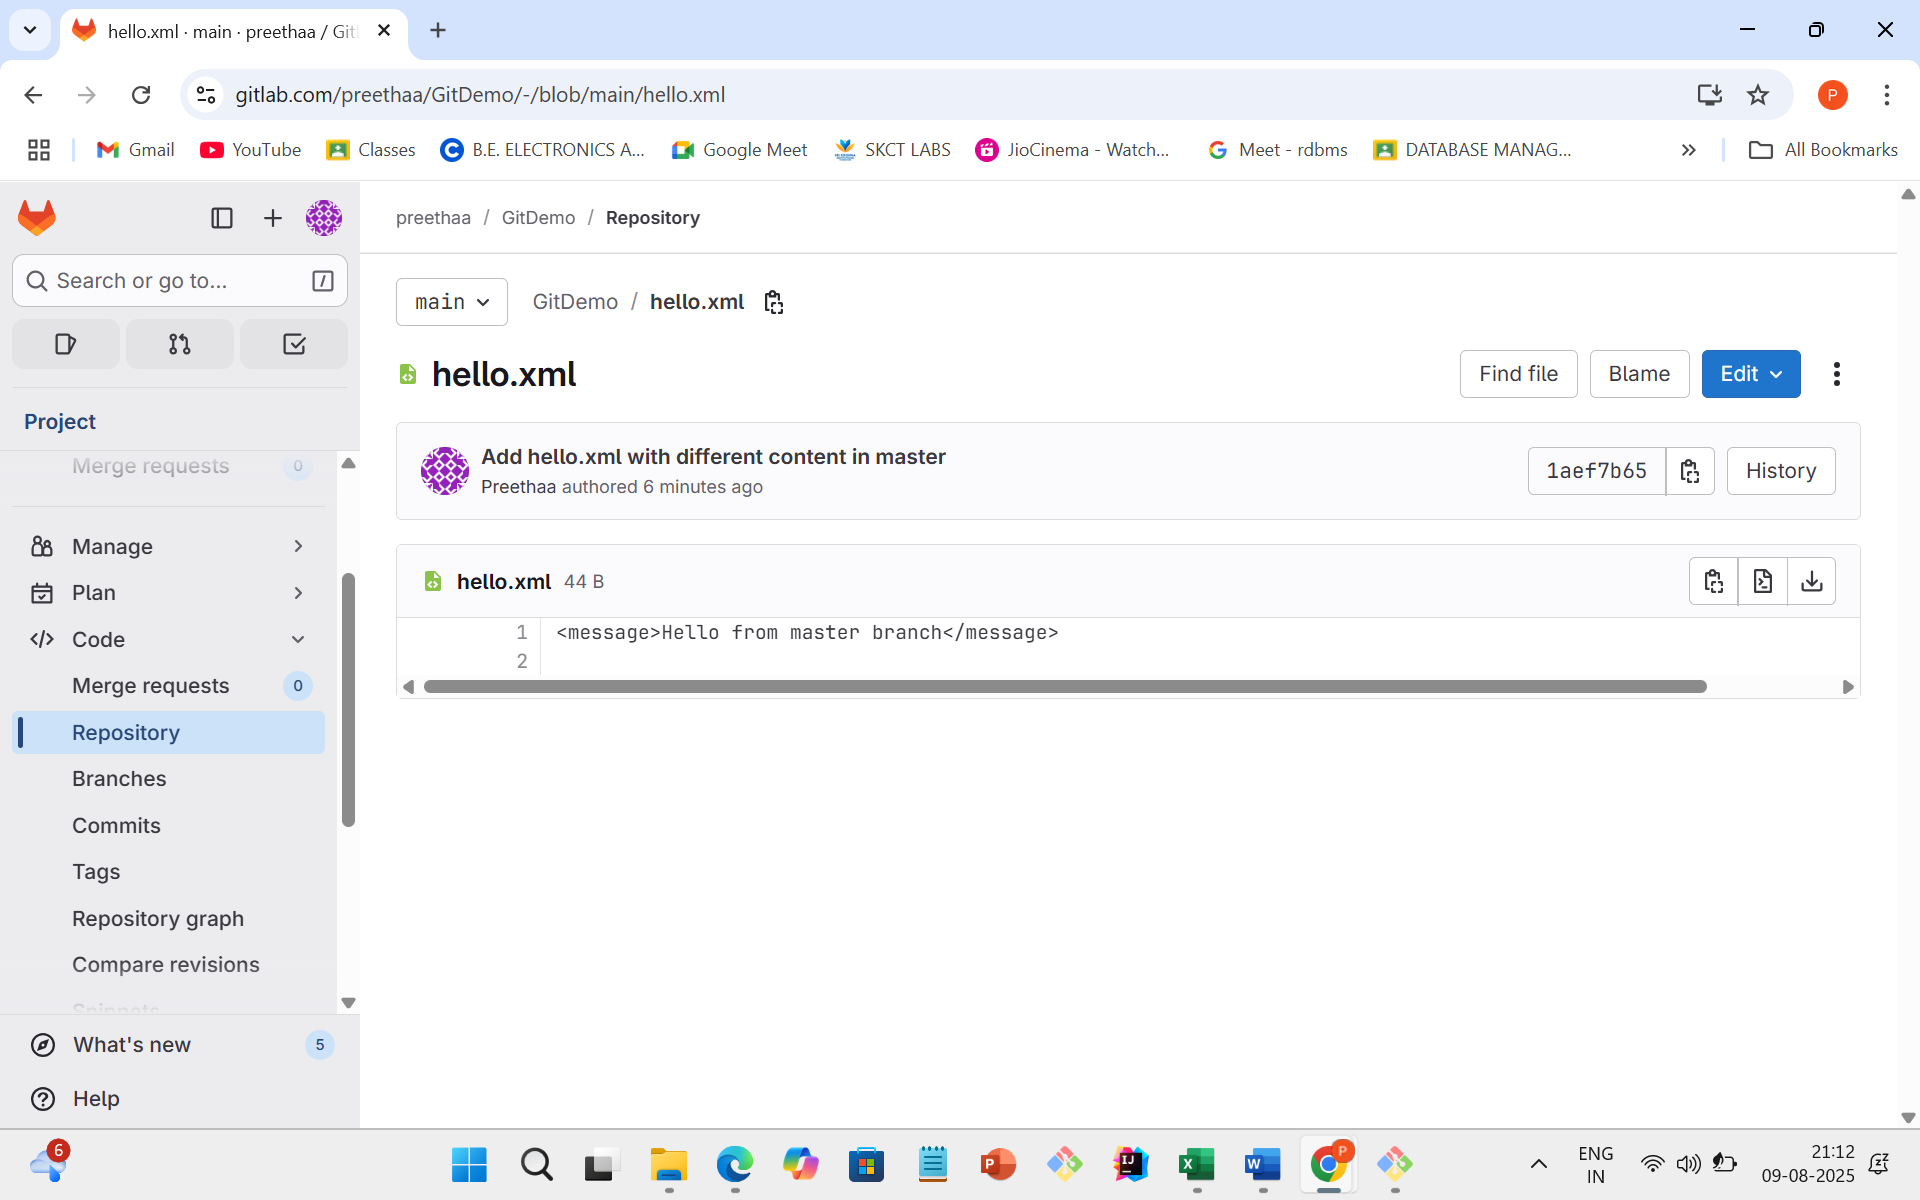 hello.xml · main · preethaa / Git
gitlab.com/preethaa/GitDemo/-/blob/main/hello.xml
P
Gmail
YouTube
Classes
B.E. ELECTRONICS A...
Google Meet
SKCT LABS
JioCinema - Watch...
Meet - rdbms
DATABASE MANAG...
All Bookmarks
preethaa / GitDemo / Repository
Search or go to...
/
main
GitDemo / hello.xml
hello.xml
Find file
Blame
Edit
Project
Merge requests 0
Add hello.xml with different content in master
Preethaa authored 6 minutes ago
1aef7b65
History
Manage
Plan
Code
Merge requests 0
Repository
Branches
Commits
Tags
Repository graph
Compare revisions
Snippets
What's new 5
Help
hello.xml 44 B
1 <message>Hello from master branch</message>
2
6
P
IJ
X
W
P
ENG
IN
21:12
09-08-2025